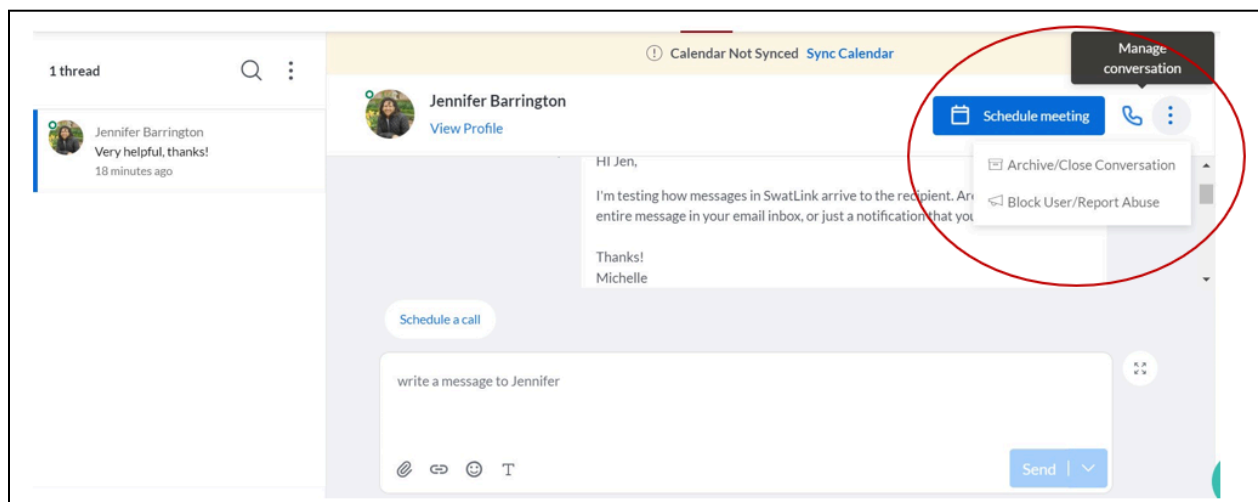 1 thread
Jennifer Barrington
Very helpful, thanks!
18 minutes ago
Calendar Not Synced Sync Calendar
Manage
conversation
Jennifer Barrington
View Profile
Schedule meeting
Archive/Close Conversation
Block User/Report Abuse
HI Jen,
I'm testing how messages in SwatLink arrive to the recipient. Are
entire message in your email inbox, or just a notification that you
Thanks!
Michelle
Schedule a call
write a message to Jennifer
T
Send